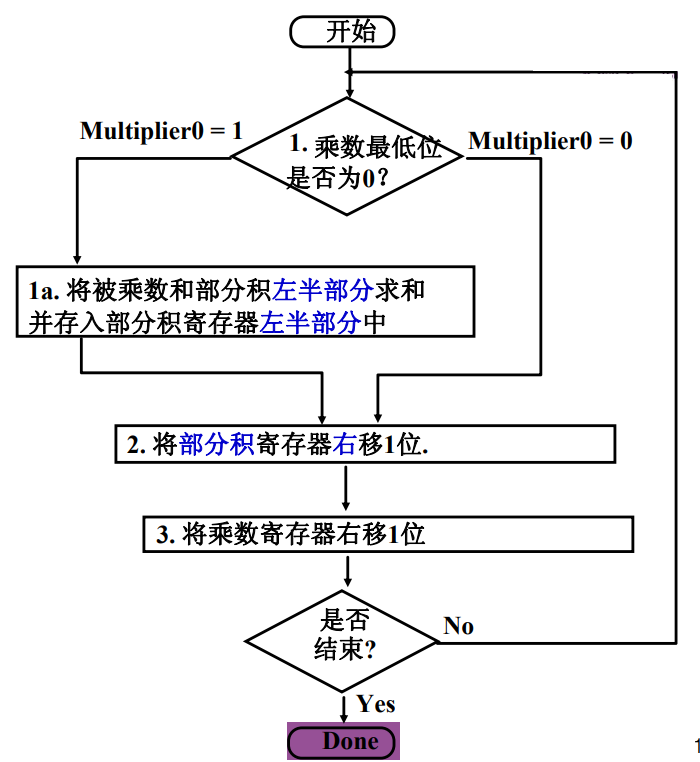 开始
Multiplier0 = 1
1. 乘数最低位
是否为0?
Multiplier0 = 0
1a. 将被乘数和部分积左半部分求和
并存入部分积寄存器左半部分中
2. 将部分积寄存器右移1位.
3. 将乘数寄存器右移1位
是否
结束?
No
Yes
Done
1